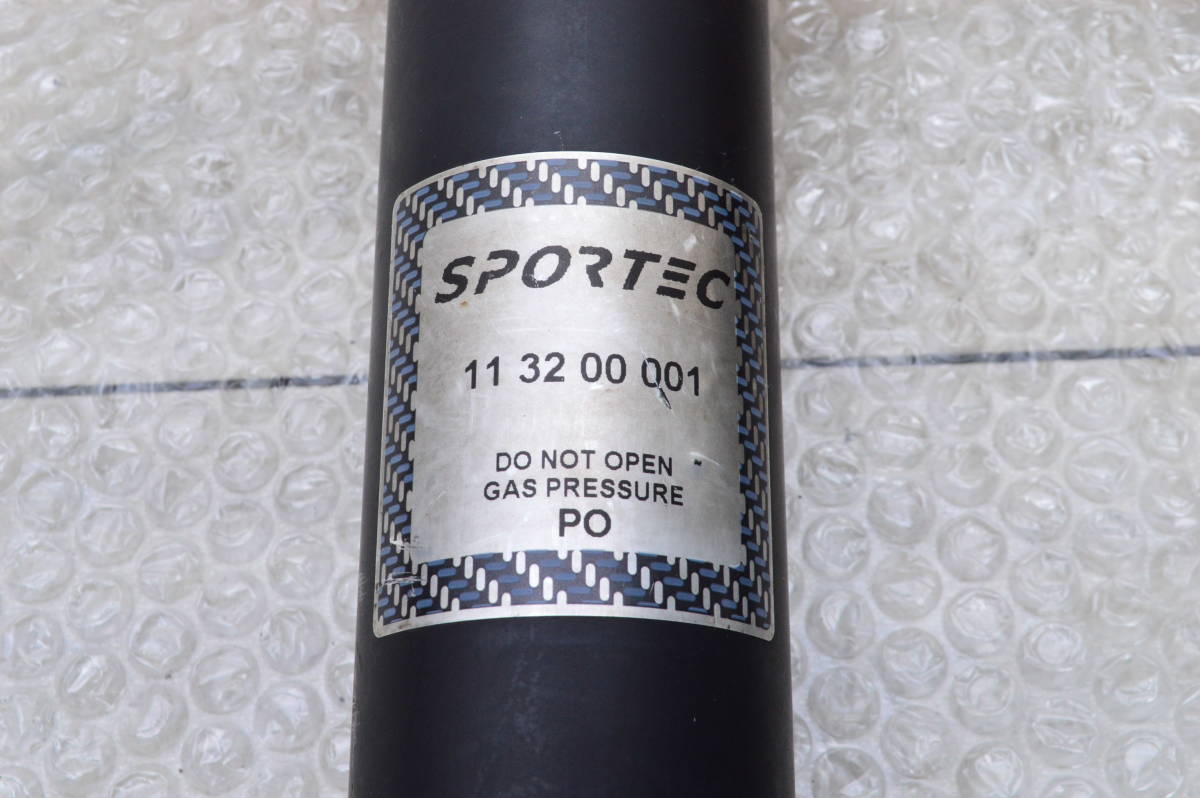 SPORTEC
11 32 00 001
DO NOT OPEN
GAS PRESSURE
PO